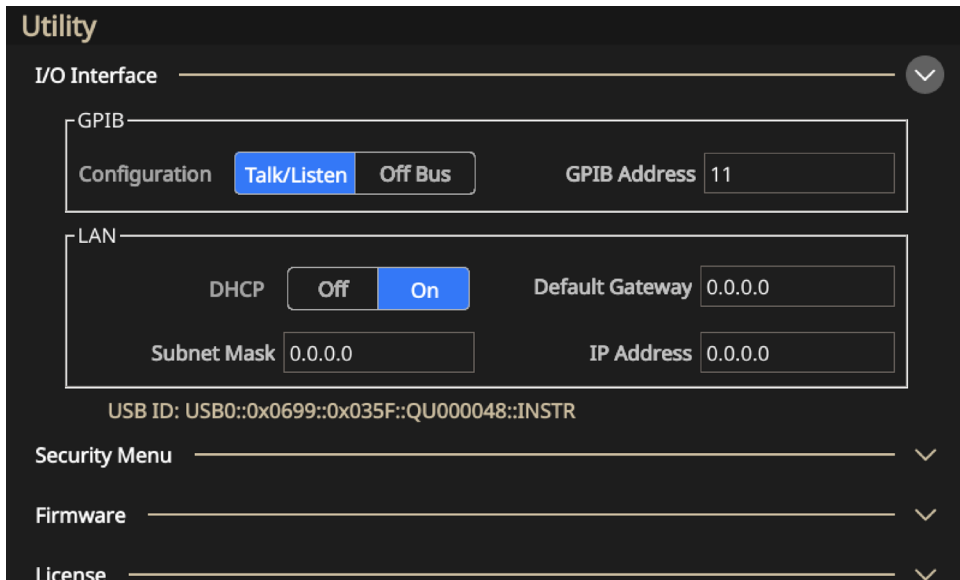 Utility
I/O Interface
GPIB
Configuration Talk/Listen Off Bus GPIB Address 11
LAN
DHCP Off On Default Gateway 0.0.0.0
Subnet Mask 0.0.0.0 IP Address 0.0.0.0
USB ID: USB0::0x0699::0x035F::QU000048::INSTR
Security Menu
Firmware
License